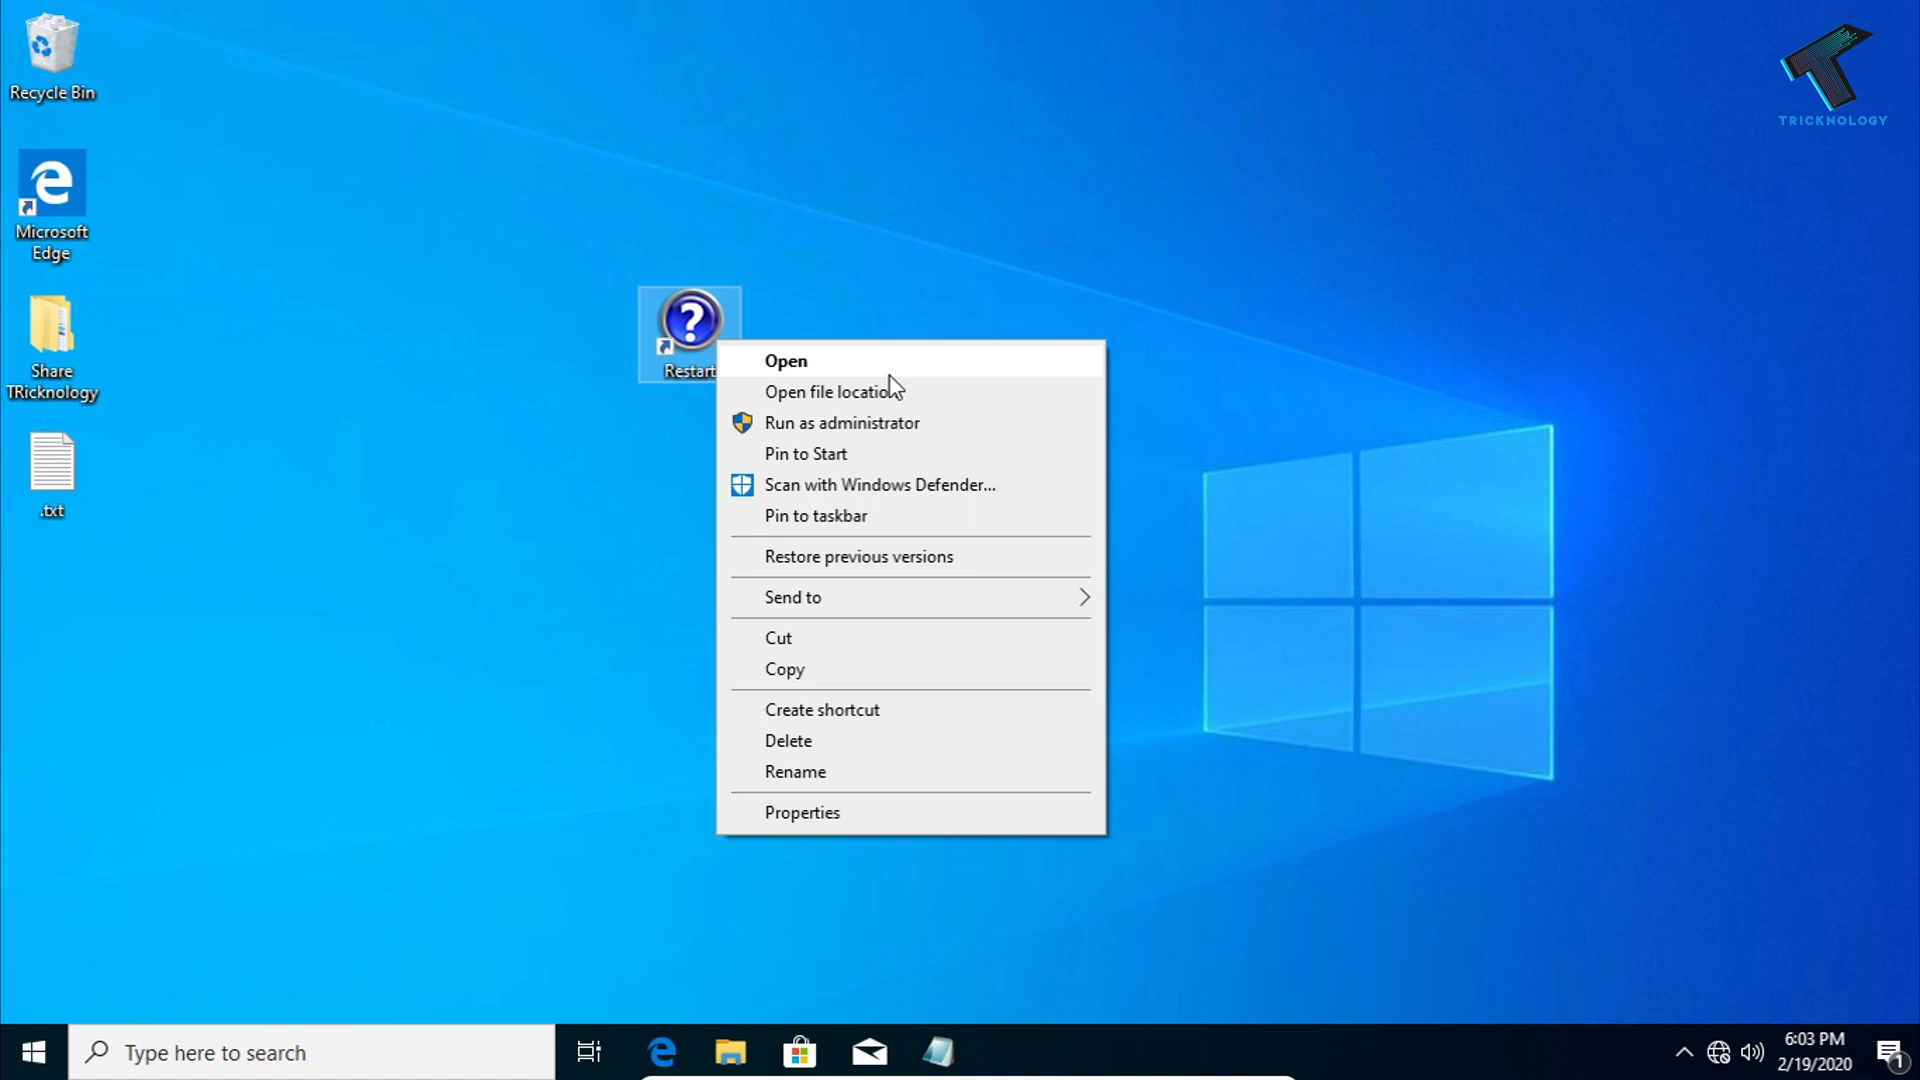 Recycle Bin
Microsoft
Edge
Share
TRicknology
.txt
TRICKNOLOGY
Restart
Open
Open file locatio
Run as administrator
Pin to Start
Scan with Windows Defender...
Pin to taskbar
Restore previous versions
Send to
Cut
Copy
Create shortcut
Delete
Rename
Properties
Type here to search
6:03 PM
2/19/2020
1